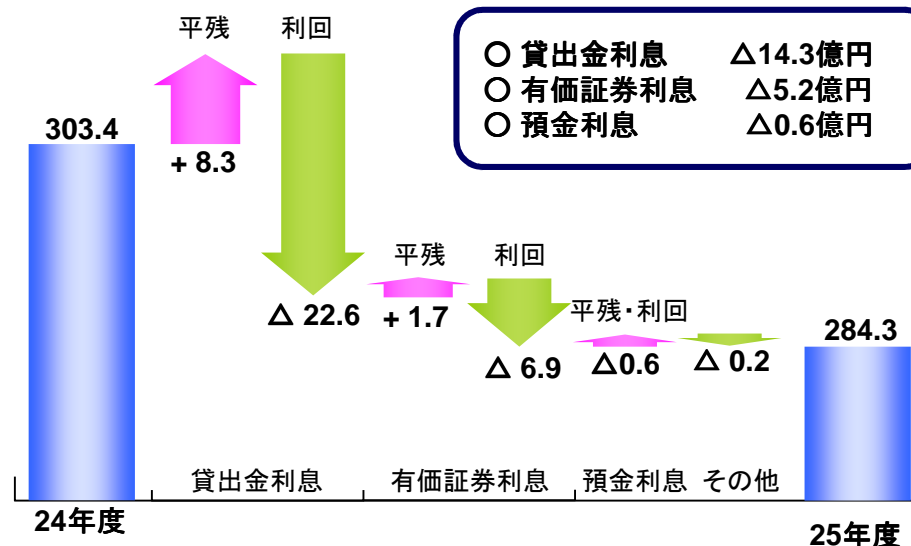 平残 利回
○ 貸出金利息 △14.3億円
○ 有価証券利息 △5.2億円
○ 預金利息 △0.6億円
303.4
+ 8.3
平残 利回
△ 22.6
+ 1.7
平残・利回
△ 6.9
△0.6
△ 0.2
284.3
貸出金利息 有価証券利息 預金利息 その他
24年度
25年度